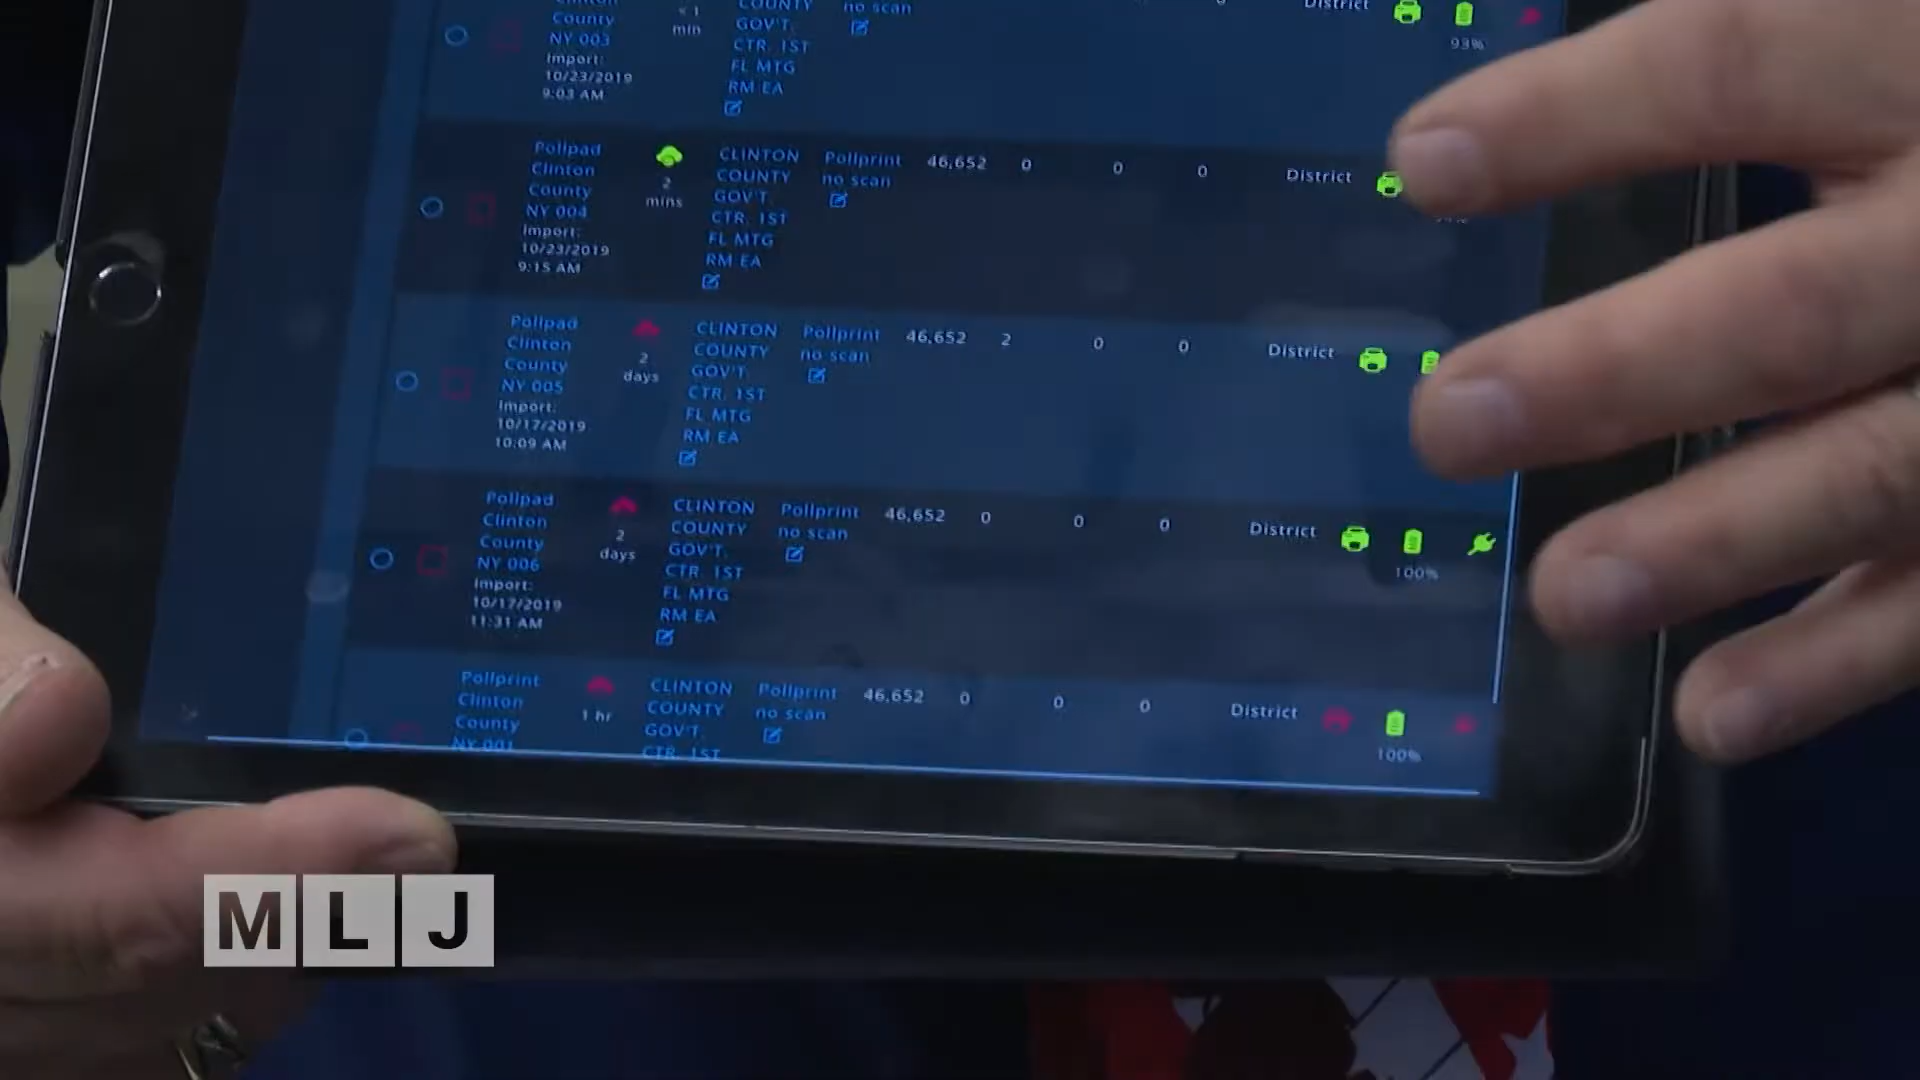 County
NY 003
Import:
10/23/2019
9:03 AM
< 1
min
COUNTY
GOV'T.
CTR. 1ST
FL MTG
RM EA
no scan
District
93%
Pollpad
Clinton
County
NY 004
Import:
10/23/2019
9:15 AM
2
mins
CLINTON
COUNTY
GOV'T.
CTR. 1ST
FL MTG
RM EA
Pollprint
no scan
46,652
0
0
0
District
Pollpad
Clinton
County
NY 005
Import:
10/17/2019
10:09 AM
2
days
CLINTON
COUNTY
GOV'T.
CTR. 1ST
FL MTG
RM EA
Pollprint
no scan
46,652
2
0
0
District
Pollpad
Clinton
County
NY 006
Import:
10/17/2019
11:31 AM
2
days
CLINTON
COUNTY
GOV'T.
CTR. 1ST
FL MTG
RM EA
Pollprint
no scan
46,652
0
0
0
District
100%
Pollprint
Clinton
County
NY 001
1 hr
CLINTON
COUNTY
GOV'T.
CTR. 1ST
Pollprint
no scan
46,652
0
0
0
District
100%
MLJ